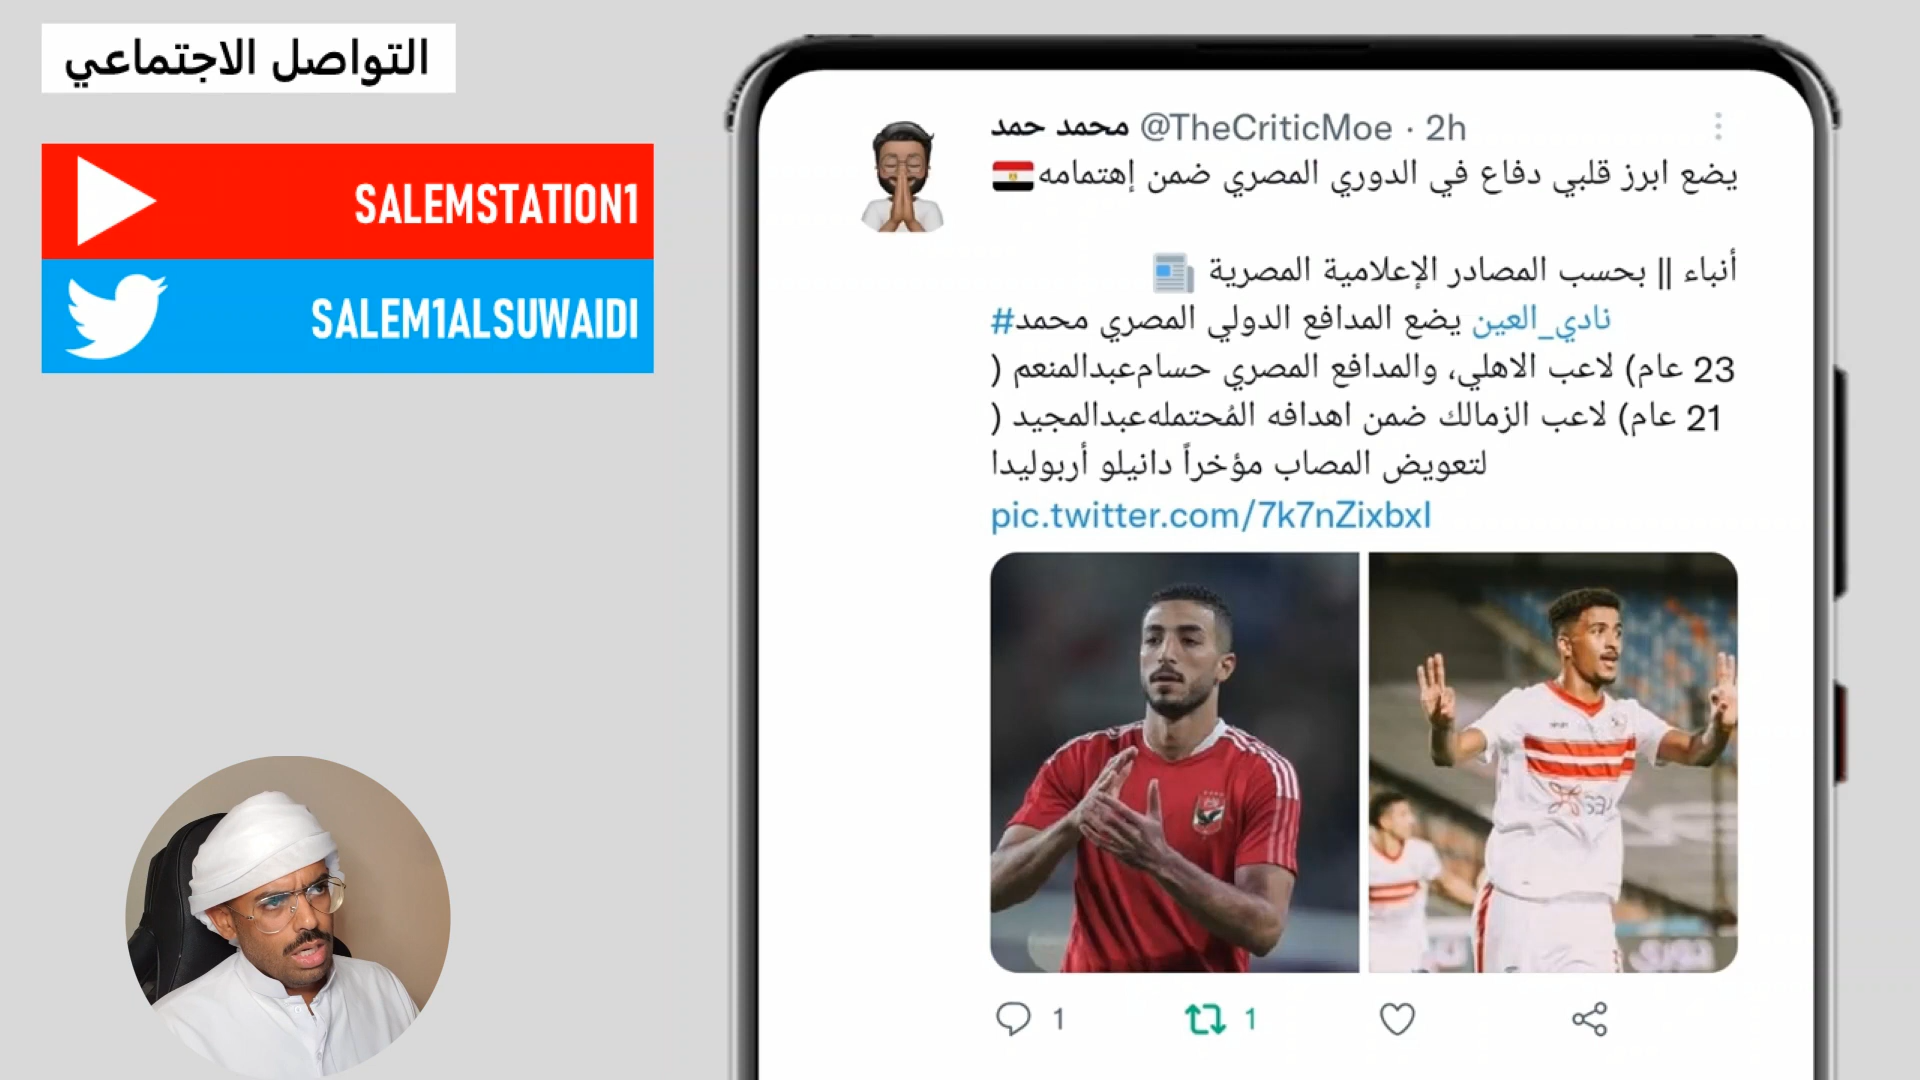 التواصل الاجتماعي
SALEMSTATION1
SALEM1ALSUWAIDI
محمد حمد @TheCriticMoe · 2h
يضع ابرز قلبي دفاع في الدوري المصري ضمن إهتمامه🇪🇬
أنباء || بحسب المصادر الإعلامية المصرية 📰
نادي_العين يضع المدافع الدولي المصري محمد#
23 عام) لاعب الاهلي، والمدافع المصري حسامعبدالمنعم (
21 عام) لاعب الزمالك ضمن اهدافه المُحتملهعبدالمجيد (
لتعويض المصاب مؤخراً دانيلو أربوليدا
pic.twitter.com/7k7nZixbxI
1 1